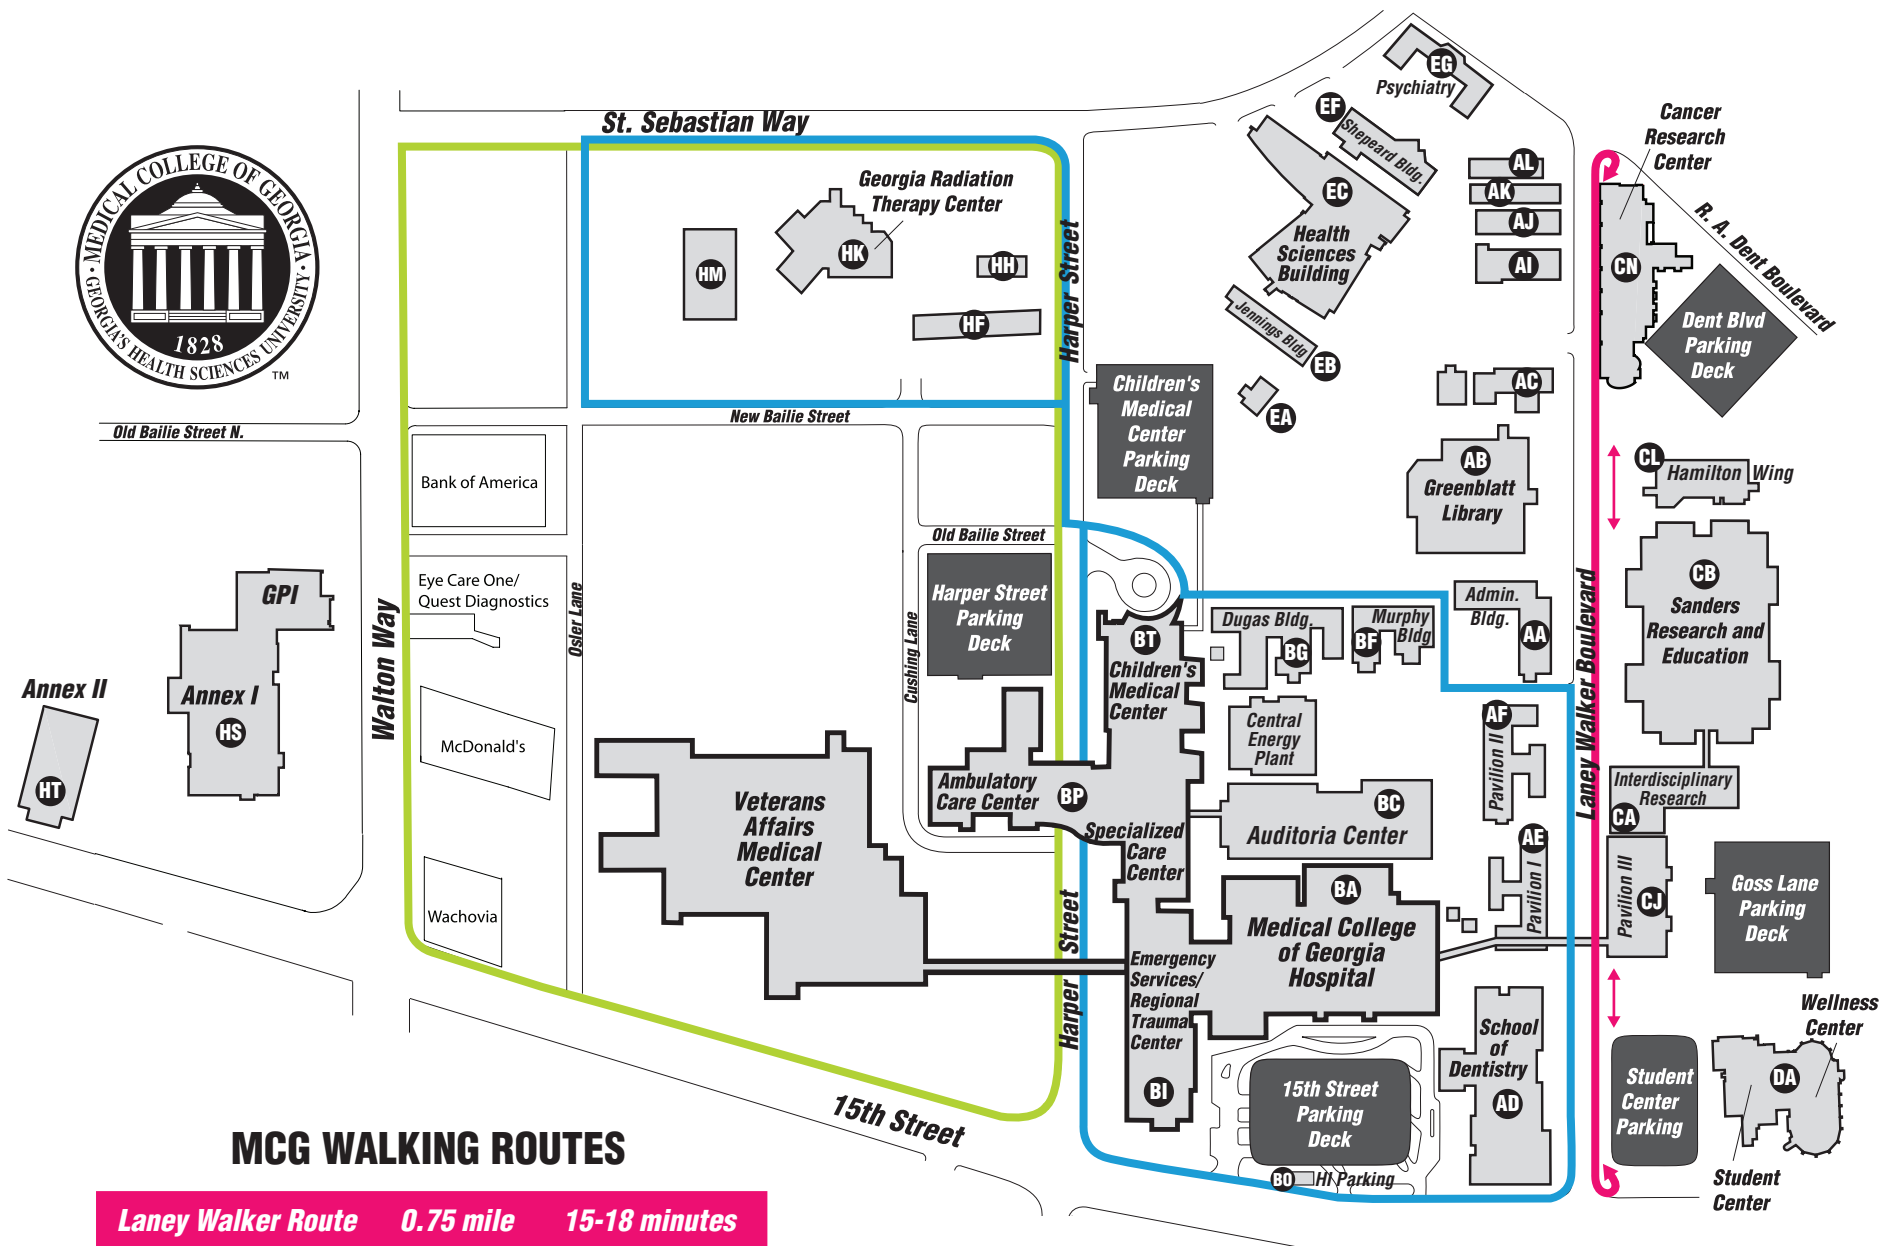 St. Sebastian Way
MEDICAL COLLEGE OF GEORGIA
GEORGIA'S HEALTH SCIENCES UNIVERSITY
1828
TM
EG
Psychiatry
EF
Shepeard Bldg.
EC
Health
Sciences
Building
AL
AK
AJ
AI
Cancer
Research
Center
CN
R. A. Dent Boulevard
Dent Blvd
Parking
Deck
Georgia Radiation
Therapy Center
HM
HK
HH
HF
Harper Street
Jennings Bldg
EB
EA
AC
Children's
Medical
Center
Parking
Deck
New Bailie Street
Old Bailie Street N.
Bank of America
AB
Greenblatt
Library
CL
Hamilton Wing
Old Bailie Street
Eye Care One/
Quest Diagnostics
Osler Lane
Walton Way
Cushing Lane
Harper Street
Parking
Deck
GPI
Annex I
HS
Annex II
HT
McDonald's
Wachovia
BT
Children's
Medical
Center
Dugas Bldg.
BG
Murphy
Bldg
BF
Admin.
Bldg.
AA
Laney Walker Boulevard
CB
Sanders
Research and
Education
Central
Energy
Plant
AF
Pavilion II
Interdisciplinary
Research
CA
Ambulatory
Care Center
BP
Veterans
Affairs
Medical
Center
Specialized
Care
Center
BC
Auditoria Center
AE
Pavilion I
Pavilion III
CJ
Goss Lane
Parking
Deck
BA
Medical College
of Georgia
Hospital
Harper Street
Emergency
Services/
Regional
Trauma
Center
BI
School
of
Dentistry
AD
Wellness
Center
DA
Student
Center
Student
Center
Parking
15th Street
Parking
Deck
BO
HI Parking
15th Street
MCG WALKING ROUTES
Laney Walker Route 0.75 mile 15-18 minutes